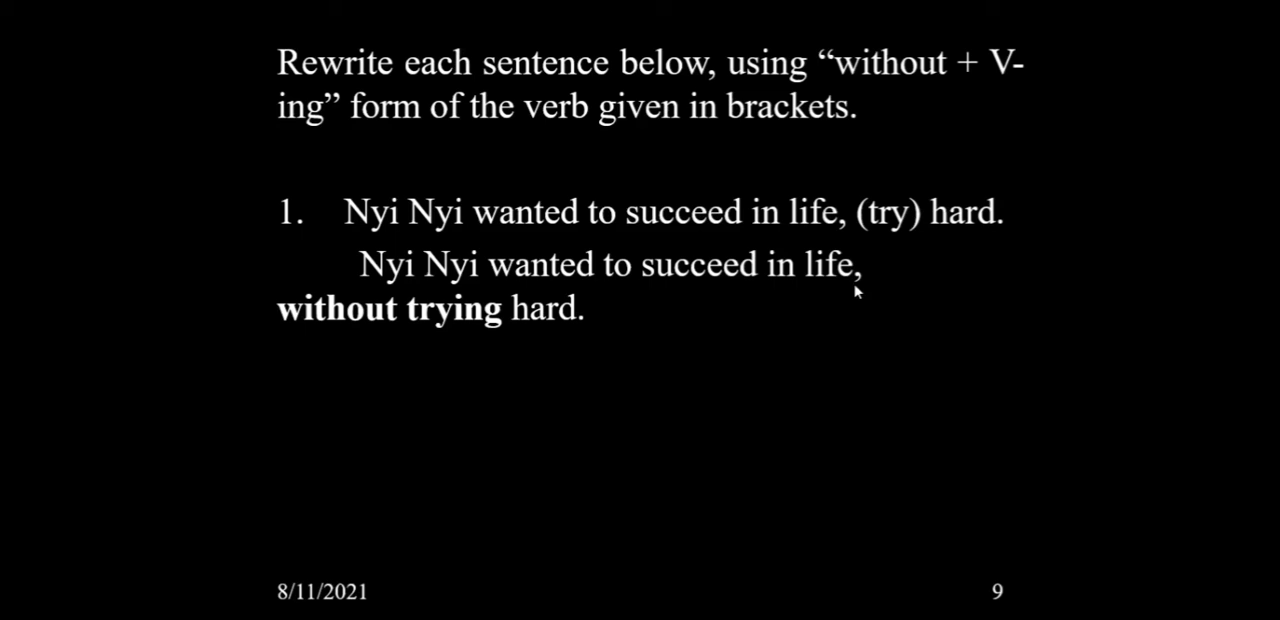 Rewrite each sentence below, using “without + V-
ing” form of the verb given in brackets.
1. Nyi Nyi wanted to succeed in life, (try) hard.
Nyi Nyi wanted to succeed in life,
without trying hard.
8/11/2021
9